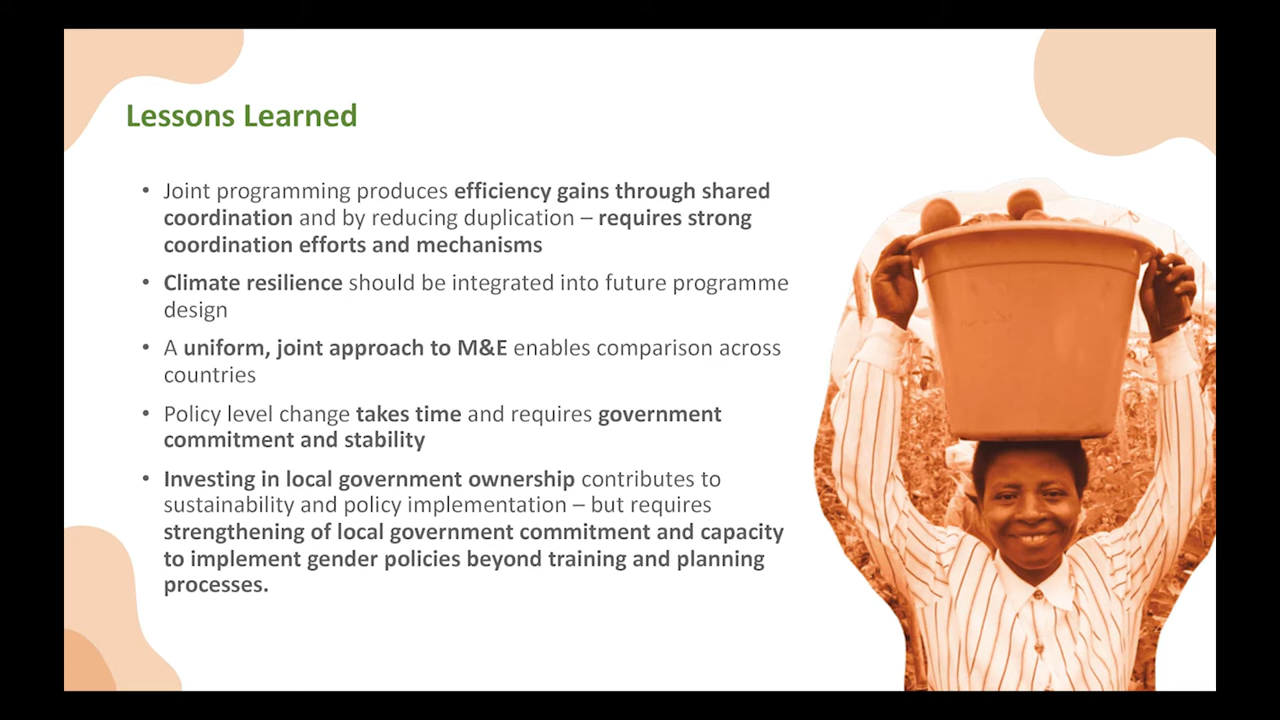 Lessons Learned
• Joint programming produces efficiency gains through shared
coordination and by reducing duplication – requires strong
coordination efforts and mechanisms
• Climate resilience should be integrated into future programme
design
• A uniform, joint approach to M&E enables comparison across
countries
• Policy level change takes time and requires government
commitment and stability
• Investing in local government ownership contributes to
sustainability and policy implementation – but requires
strengthening of local government commitment and capacity
to implement gender policies beyond training and planning
processes.